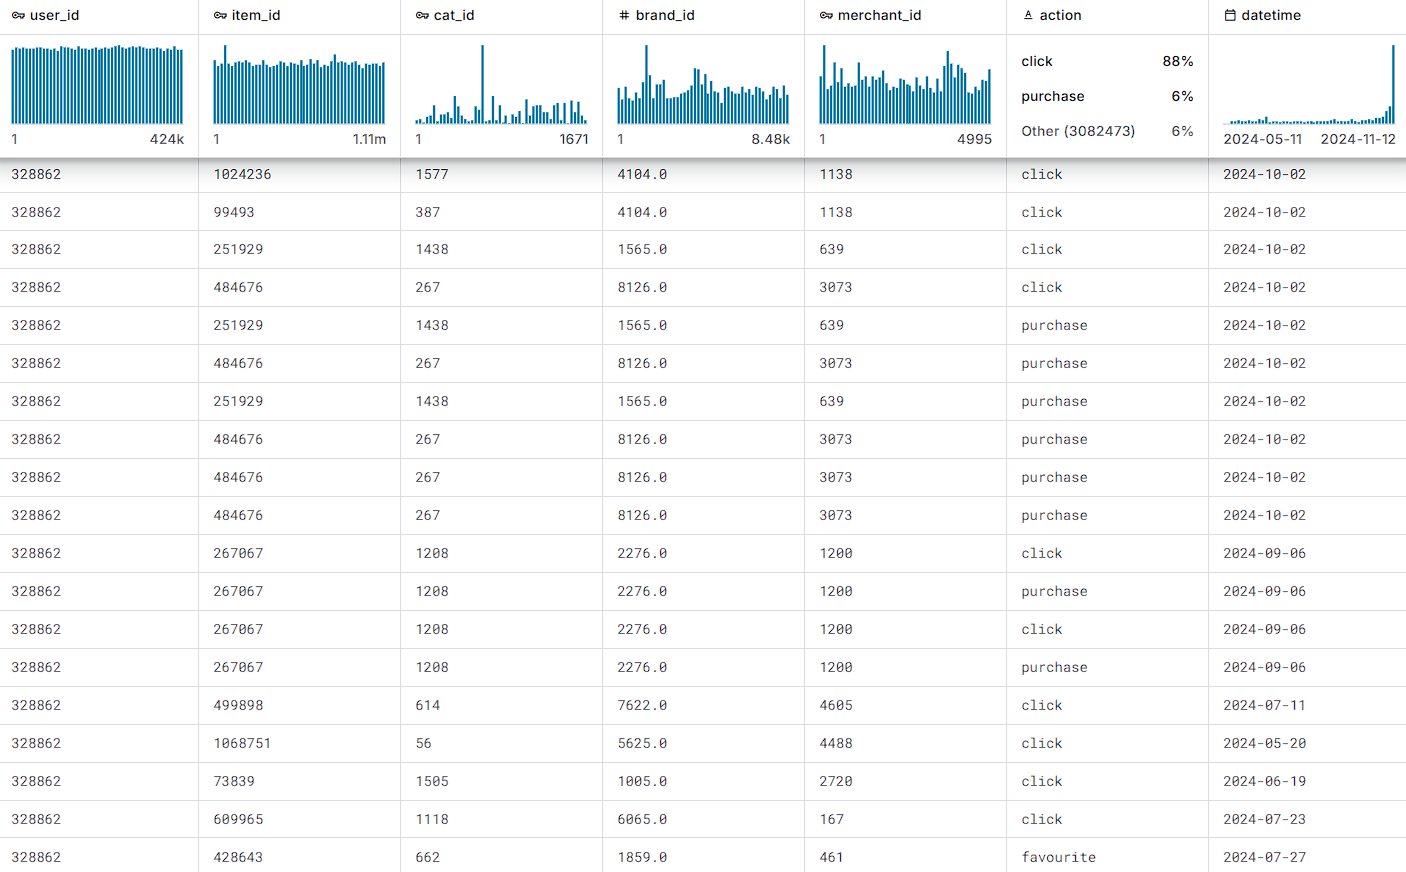 user_id item_id cat_id brand_id merchant_id action datetime
click 88%
purchase 6%
Other (3082473) 6%
1 424k 1 1.11m 1 1671 1 8.48k 1 4995 2024-05-11 2024-11-12
328862 1024236 1577 4104.0 1138 click 2024-10-02
328862 99493 387 4104.0 1138 click 2024-10-02
328862 251929 1438 1565.0 639 click 2024-10-02
328862 484676 267 8126.0 3073 click 2024-10-02
328862 251929 1438 1565.0 639 purchase 2024-10-02
328862 484676 267 8126.0 3073 purchase 2024-10-02
328862 251929 1438 1565.0 639 purchase 2024-10-02
328862 484676 267 8126.0 3073 purchase 2024-10-02
328862 484676 267 8126.0 3073 purchase 2024-10-02
328862 484676 267 8126.0 3073 purchase 2024-10-02
328862 267067 1208 2276.0 1200 click 2024-09-06
328862 267067 1208 2276.0 1200 purchase 2024-09-06
328862 267067 1208 2276.0 1200 click 2024-09-06
328862 267067 1208 2276.0 1200 purchase 2024-09-06
328862 499898 614 7622.0 4605 click 2024-07-11
328862 1068751 56 5625.0 4488 click 2024-05-20
328862 73839 1505 1005.0 2720 click 2024-06-19
328862 609965 1118 6065.0 167 click 2024-07-23
328862 428643 662 1859.0 461 favourite 2024-07-27